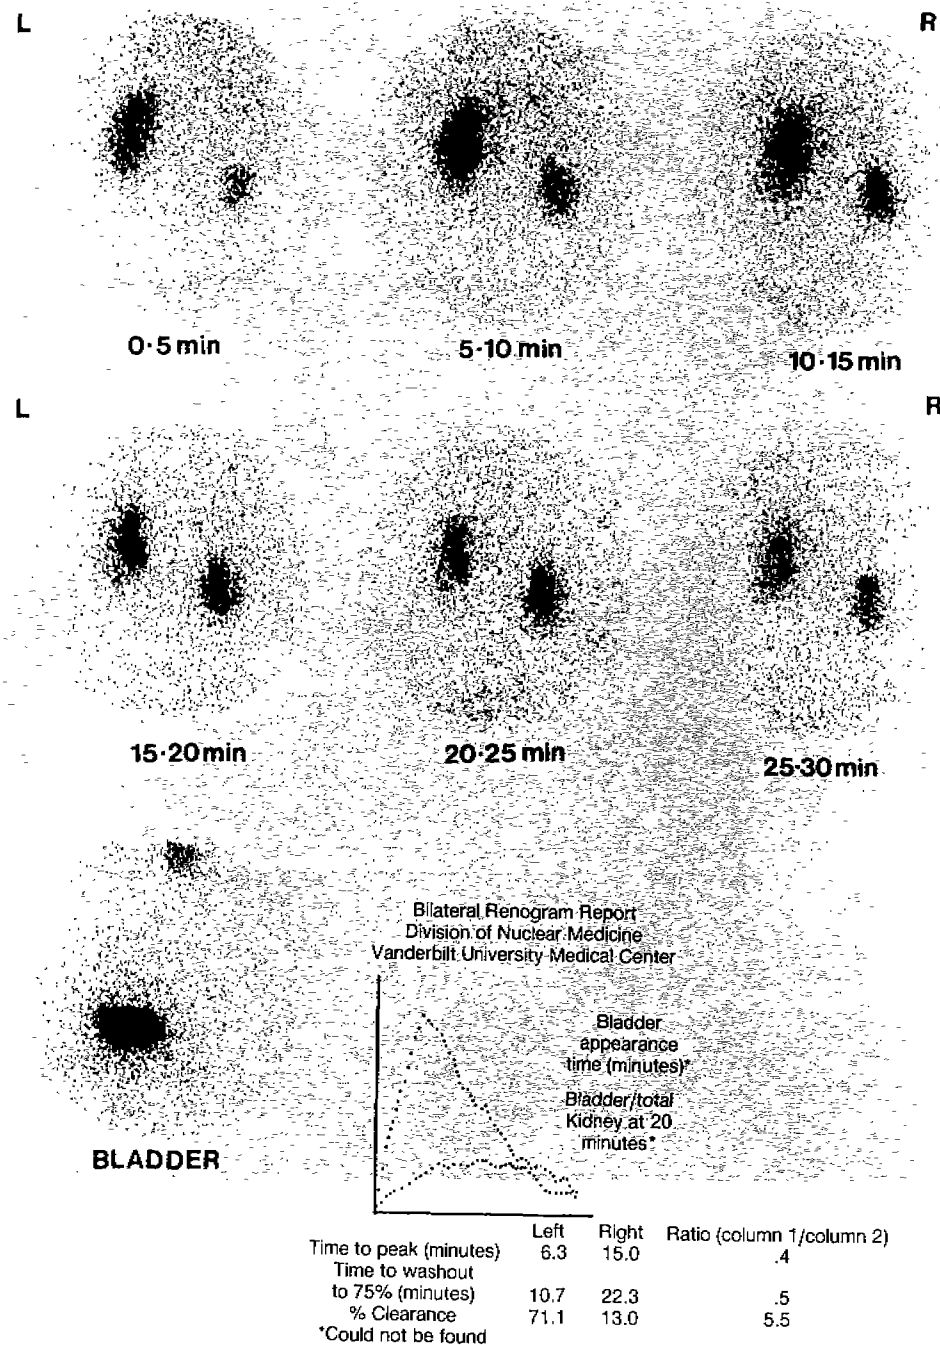 L R
0·5 min 5·10 min 10·15 min
L R
15·20 min 20·25 min 25·30 min
BLADDER
Bilateral Renogram Report
Division of Nuclear Medicine
Vanderbilt University Medical Center
Bladder
appearance
time (minutes)*
Bladder/total
Kidney at 20
minutes*
Left Right Ratio (column 1/column 2)
Time to peak (minutes) 6.3 15.0 .4
Time to washout
to 75% (minutes) 10.7 22.3 .5
% Clearance 71.1 13.0 5.5
*Could not be found